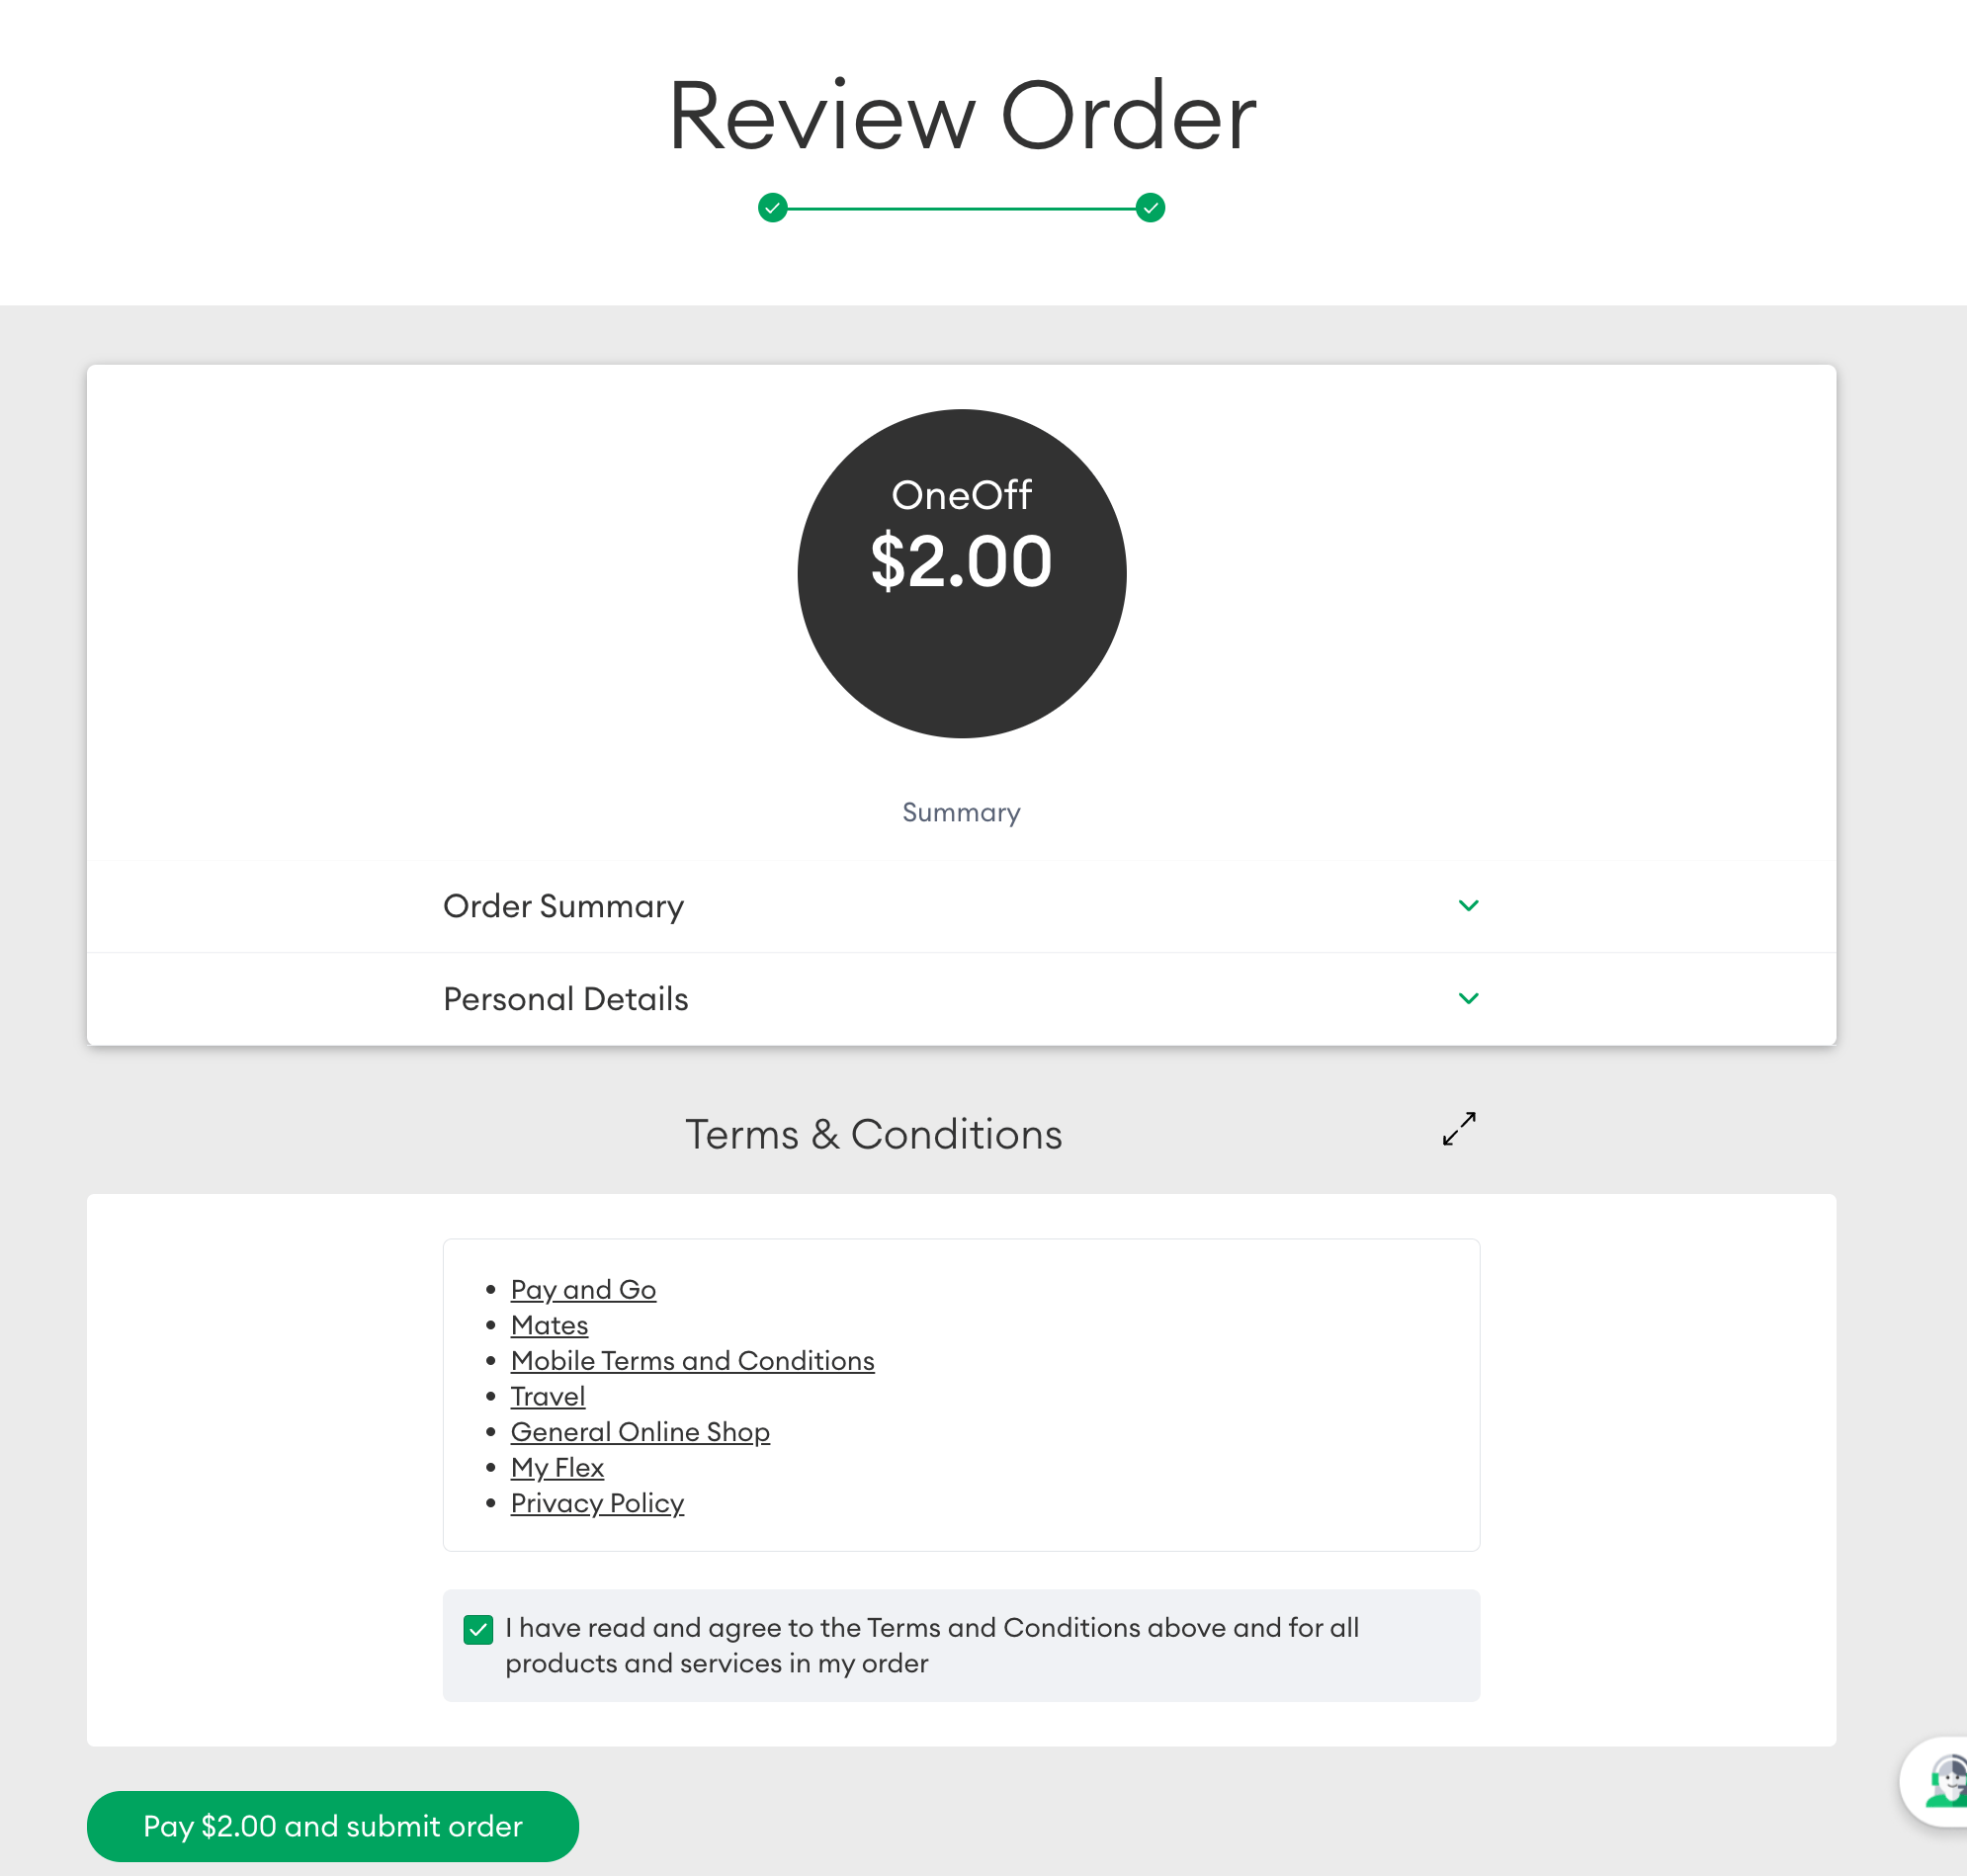 Review Order
OneOff
$2.00
Summary
Order Summary
Personal Details
Terms & Conditions
Pay and Go
Mates
Mobile Terms and Conditions
Travel
General Online Shop
My Flex
Privacy Policy
I have read and agree to the Terms and Conditions above and for all
products and services in my order
Pay $2.00 and submit order